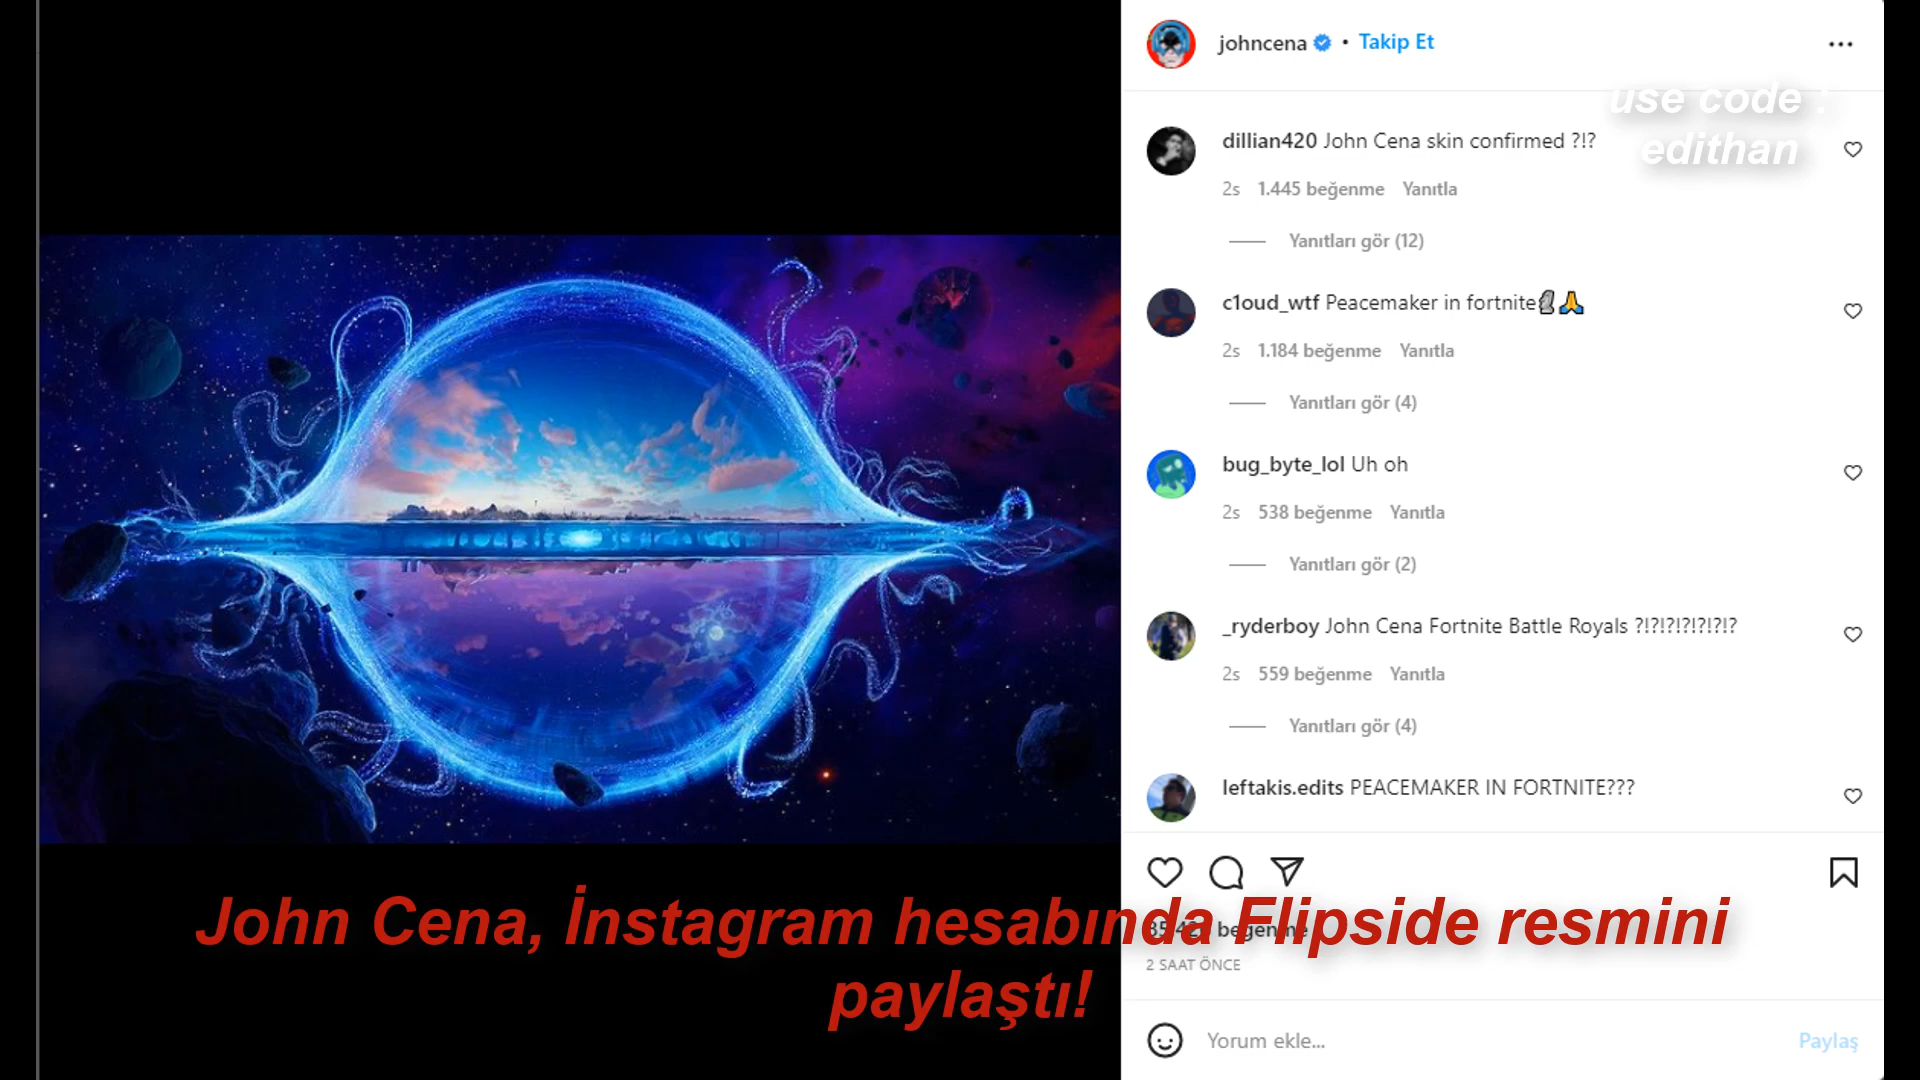 johncena • Takip Et
use code :
edithan
dillian420 John Cena skin confirmed ?!?
2s 1.445 beğenme Yanıtla
Yanıtları gör (12)
c1oud_wtf Peacemaker in fortnite🗿🙏
2s 1.184 beğenme Yanıtla
Yanıtları gör (4)
bug_byte_lol Uh oh
2s 538 beğenme Yanıtla
Yanıtları gör (2)
_ryderboy John Cena Fortnite Battle Royals ?!?!?!?!?!?!?
2s 559 beğenme Yanıtla
Yanıtları gör (4)
leftakis.edits PEACEMAKER IN FORTNITE???
John Cena, İnstagram hesabında Flipside resmini
paylaştı!
beğenme
2 SAAT ÖNCE
Yorum ekle...
Paylaş